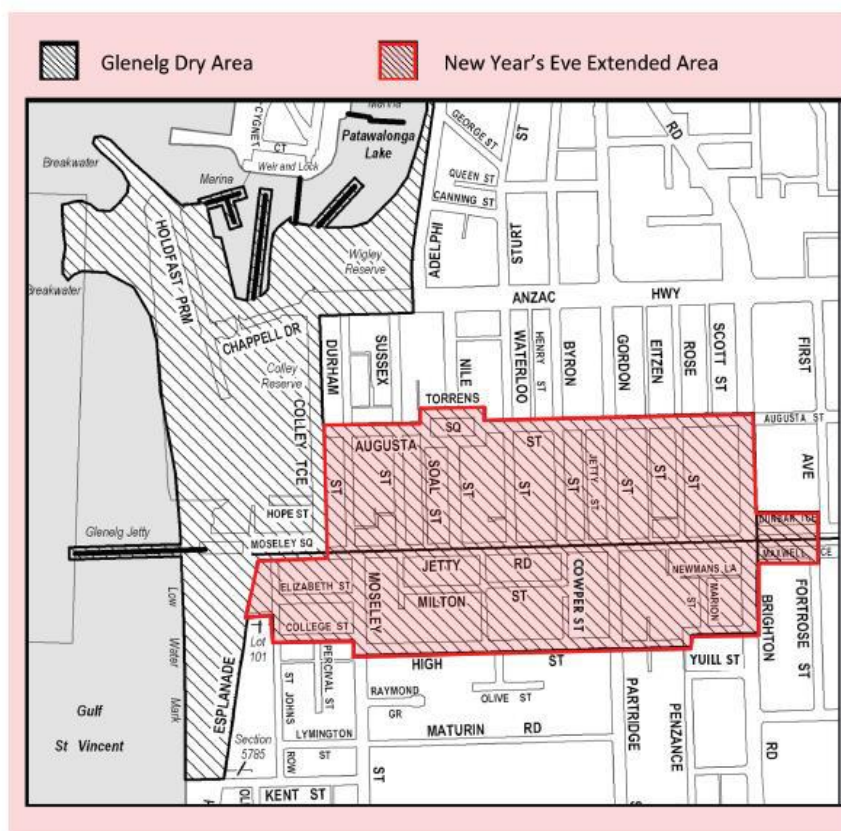 Glenelg Dry Area
New Year's Eve Extended Area
CYGNET
CT
Marina
Patawalonga
Lake
Weir and Lock
Breakwater
Marina
GEORGE ST
ST
RD
QUEEN ST
CANNING ST
ADELPHI
STURT
HOLDFAST PRM
Wigley
Reserve
Breakwater
ANZAC HWY
CHAPPELL DR
Colley
Reserve
COLLEY TCE
DURHAM
SUSSEX
NILE
WATERLOO
HENRY ST
BYRON
GORDON
EITZEN
ROSE
SCOTT ST
FIRST
AVE
TORRENS
SQ
AUGUSTA ST
AUGUSTA ST
ST
ST
SOAL ST
ST
ST
ST
JETTY ST
ST
ST
ST
HOPE ST
MOSELEY SQ
Glenelg Jetty
DUNBAR TCE
MAXWELL CE
JETTY RD
ELIZABETH ST
MOSELEY
MILTON ST
COWPER ST
NEWMANS LA
MARION
ST
COLLEGE ST
BRIGHTON
RD
FORTROSE ST
Low
Water
Mark
Lot
101
ESPLANADE
HIGH ST
YUILL ST
ST JOHNS
ROW
PERCIVAL ST
RAYMOND
GR
OLIVE ST
PARTRIDGE
ST
PENZANCE
Gulf
St Vincent
Section
5785
LYMINGTON
ST
MATURIN RD
ST
KENT ST